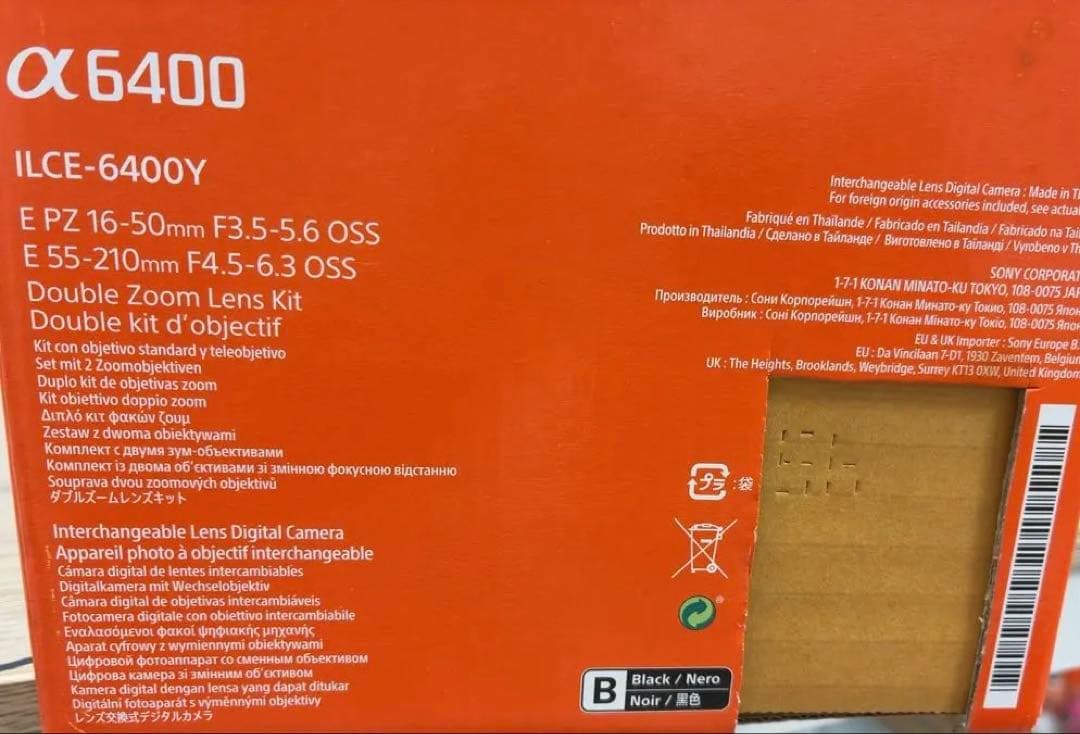 α6400
ILCE-6400Y
E PZ 16-50mm F3.5-5.6 OSS
E 55-210mm F4.5-6.3 OSS
Double Zoom Lens Kit
Double kit d'objectif
Kit con objetivo standard y teleobjetivo
Set mit 2 Zoomobjektiven
Duplo kit de objetivas zoom
Kit obiettivo doppio zoom
Διπλό κιτ φακών ζουμ
Zestaw z dwoma obiektywami
Комплект с двумя зум-объективами
Комплект із двома об'єктивами зі змінною фокусною відстанню
Souprava dvou zoomových objektivů
ダブルズームレンズキット
Interchangeable Lens Digital Camera
Appareil photo à objectif interchangeable
Cámara digital de lentes intercambiables
Digitalkamera mit Wechselobjektiv
Câmara digital de objetivas intercambiáveis
Fotocamera digitale con obiettivo intercambiabile
Εναλασόμενοι φακοί ψηφιακής μηχανής
Aparat cyfrowy z wymiennymi obiektywami
Цифровой фотоаппарат со сменным объективом
Цифрова камера зі змінним об'єктивом
Kamera digital dengan lensa yang dapat ditukar
Digitální fotoaparát s výměnnými objektivy
レンズ交換式デジタルカメラ
Interchangeable Lens Digital Camera : Made in
For foreign origin accessories included, see
Fabriqué en Thaïlande / Fabricado en Tailandia / Fabricado na
Prodotto in Thailandia / Сделано в Тайланде / Виготовлено в Таїланді / Vyrobeno v
SONY
1-7-1 KONAN MINATO-KU TOKYO, 108-0075
Производитель : Сони Корпорейшн, 1-7-1 Конан Минато-ку Токио, 108-0075
Виробник : Соні Корпорейшн, 1-7-1 Конан Мінато-ку Токіо, 108-0075
EU & UK Importer : Sony Europe B.
EU : Da Vincilaan 7-D1, 1930 Zaventem, Belgium
UK : The Heights, Brooklands, Weybridge, Surrey KT13 0XW, United Kingdom
プラ :袋
B Black / Nero
Noir / 黒色